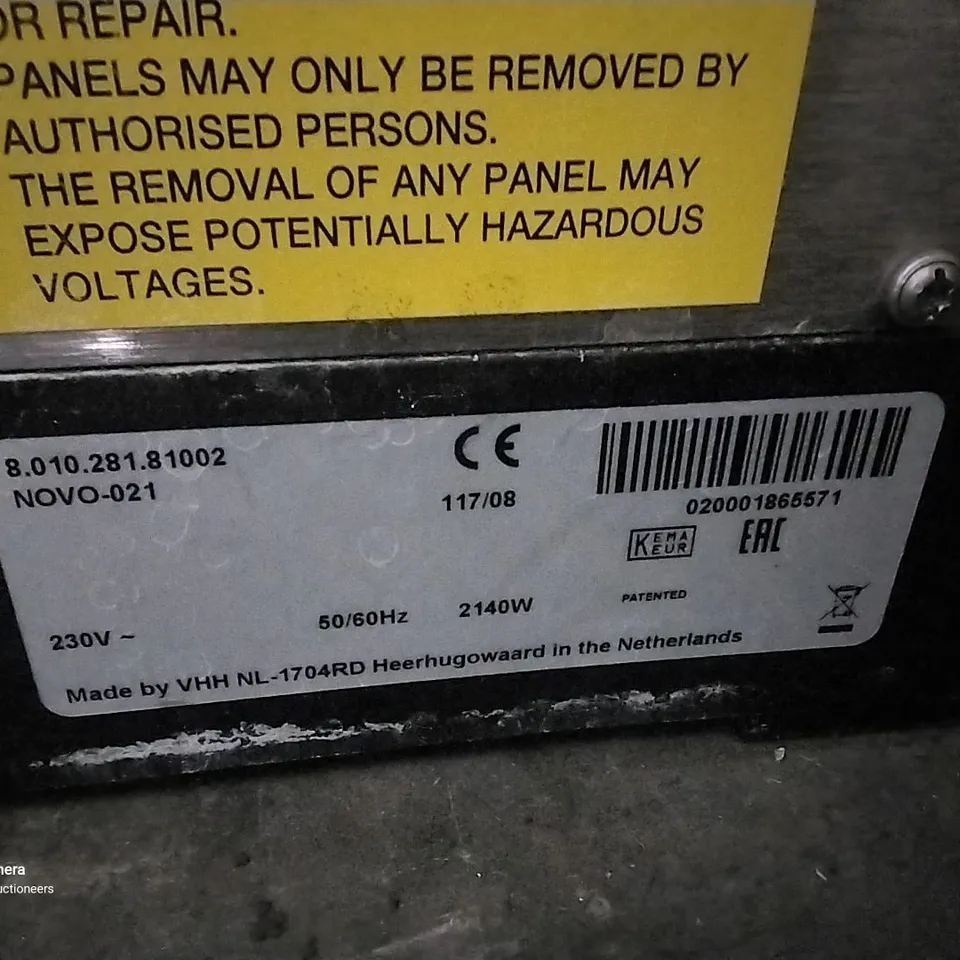 OR REPAIR.
PANELS MAY ONLY BE REMOVED BY
AUTHORISED PERSONS.
THE REMOVAL OF ANY PANEL MAY
EXPOSE POTENTIALLY HAZARDOUS
VOLTAGES.
8.010.281.81002
NOVO-021
CE
117/08
020001865571
KEMA
KEUR
EAC
230V ~
50/60Hz
2140W
PATENTED
Made by VHH NL-1704RD Heerhugowaard in the Netherlands